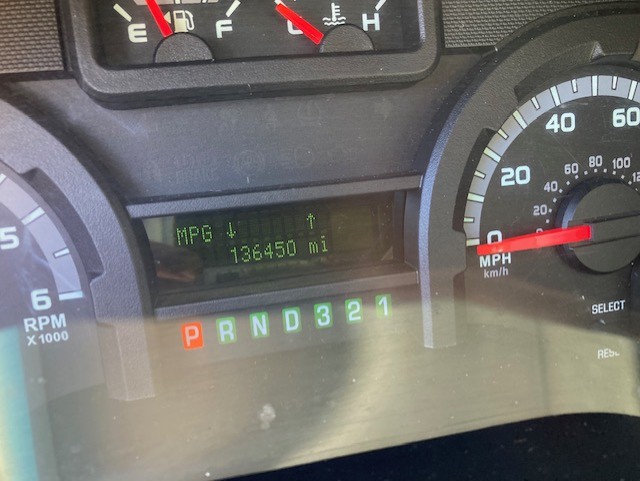 E F C H
20 40 60
20 40 60 80 100
0
MPH
km/h
5
6
RPM
X1000
MPG ↓ ↑
136450 mi
P R N D 3 2 1
SELECT